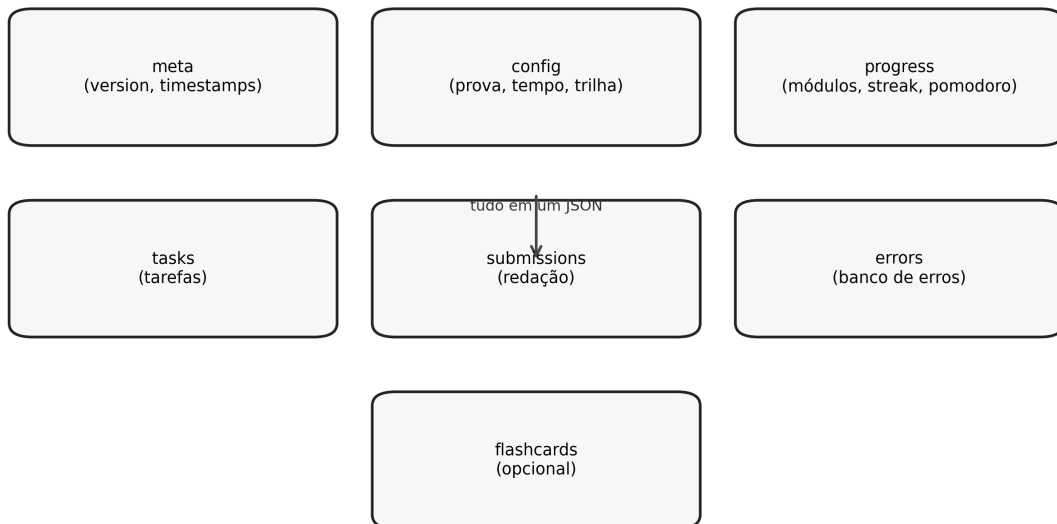 meta
(version, timestamps)
config
(prova, tempo, trilha)
progress
(módulos, streak, pomodoro)
tudo em um JSON
tasks
(tarefas)
submissions
(redação)
errors
(banco de erros)
flashcards
(opcional)